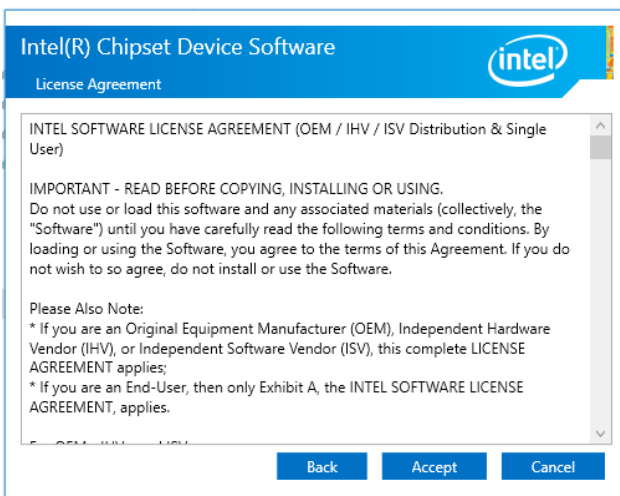 Intel(R) Chipset Device Software
intel
License Agreement
INTEL SOFTWARE LICENSE AGREEMENT (OEM / IHV / ISV Distribution & Single
User)
IMPORTANT - READ BEFORE COPYING, INSTALLING OR USING.
Do not use or load this software and any associated materials (collectively, the
"Software") until you have carefully read the following terms and conditions. By
loading or using the Software, you agree to the terms of this Agreement. If you do
not wish to so agree, do not install or use the Software.
Please Also Note:
* If you are an Original Equipment Manufacturer (OEM), Independent Hardware
Vendor (IHV), or Independent Software Vendor (ISV), this complete LICENSE
AGREEMENT applies;
* If you are an End-User, then only Exhibit A, the INTEL SOFTWARE LICENSE
AGREEMENT, applies.
Back Accept Cancel